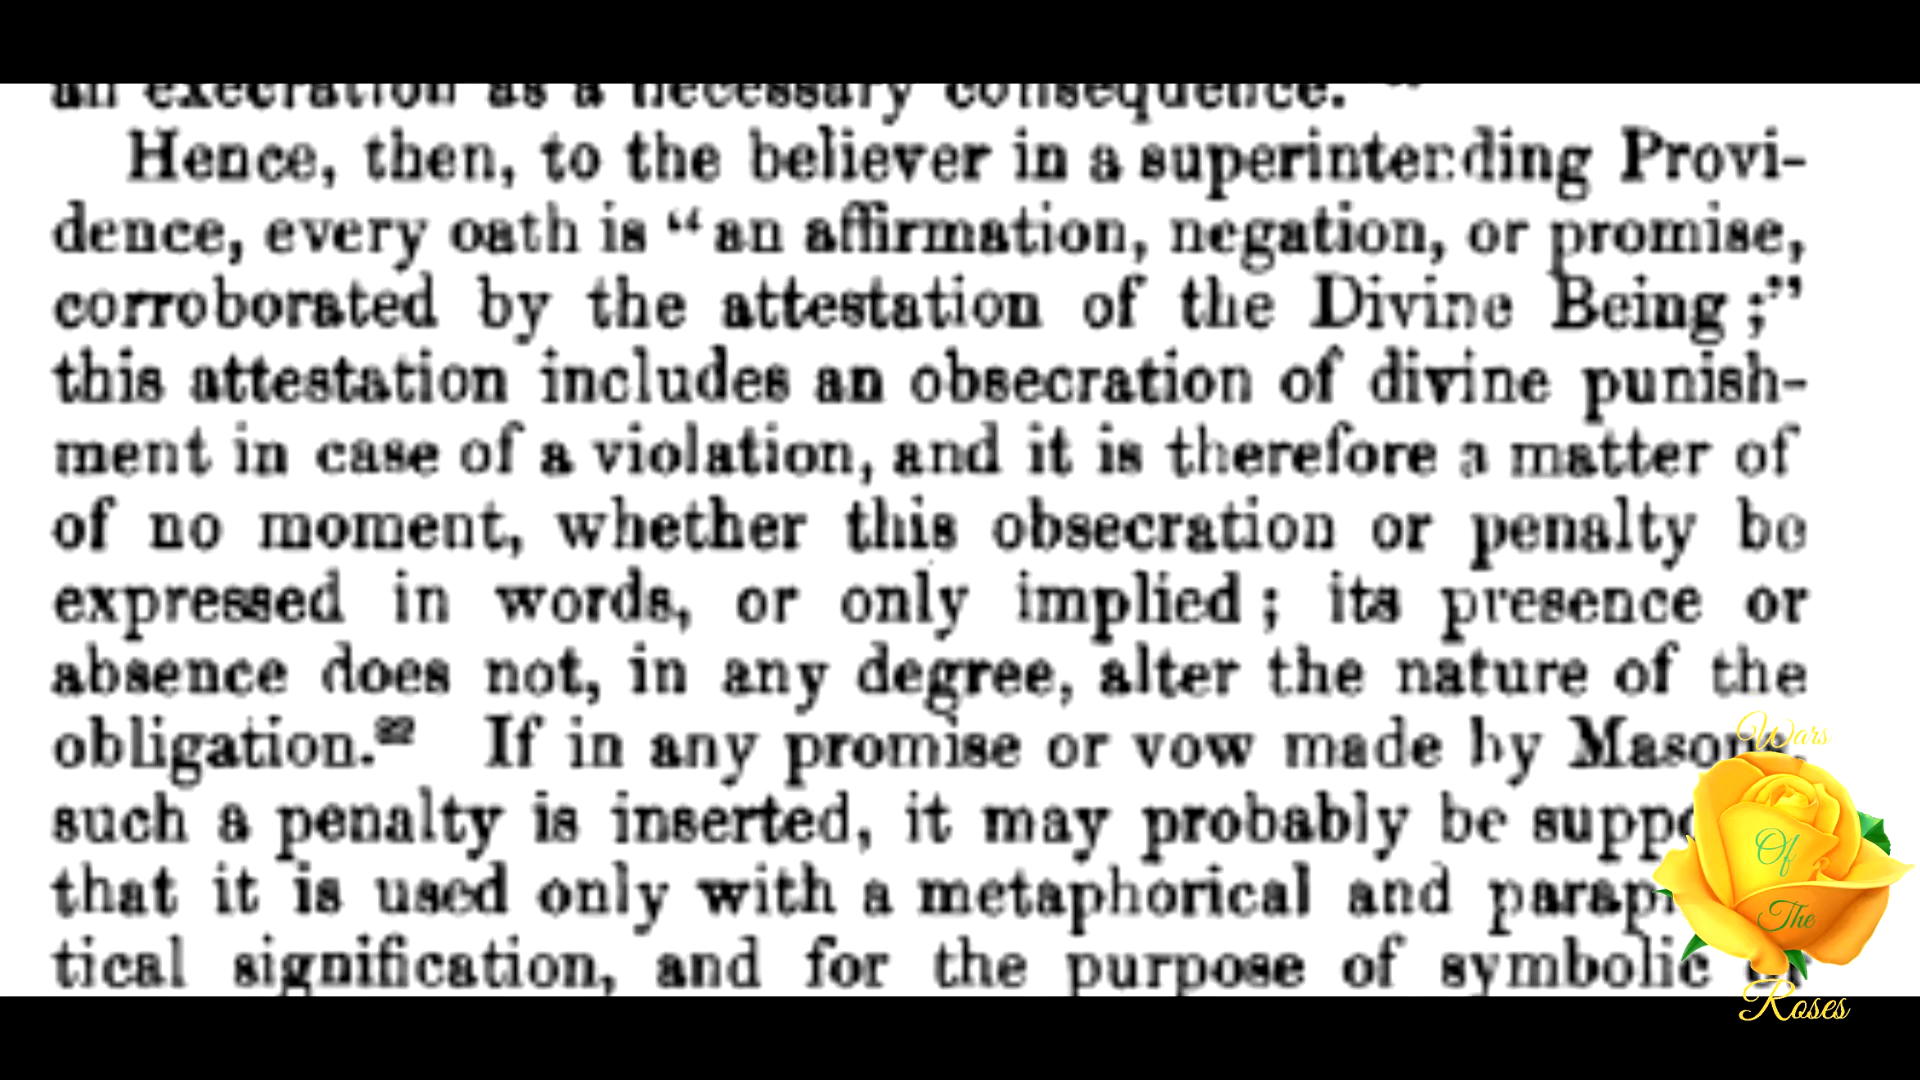 an execration as a necessary consequence."
Hence, then, to the believer in a superintending Provi-
dence, every oath is "an affirmation, negation, or promise,
corroborated by the attestation of the Divine Being;"
this attestation includes an obsecration of divine punish-
ment in case of a violation, and it is therefore a matter of
of no moment, whether this obsecration or penalty be
expressed in words, or only implied; its presence or
absence does not, in any degree, alter the nature of the
obligation.²² If in any promise or vow made by
such a penalty is inserted, it may probably be
that it is used only with a metaphorical and
tical signification, and for the purpose of symbolic
Wars
Of
The
Roses